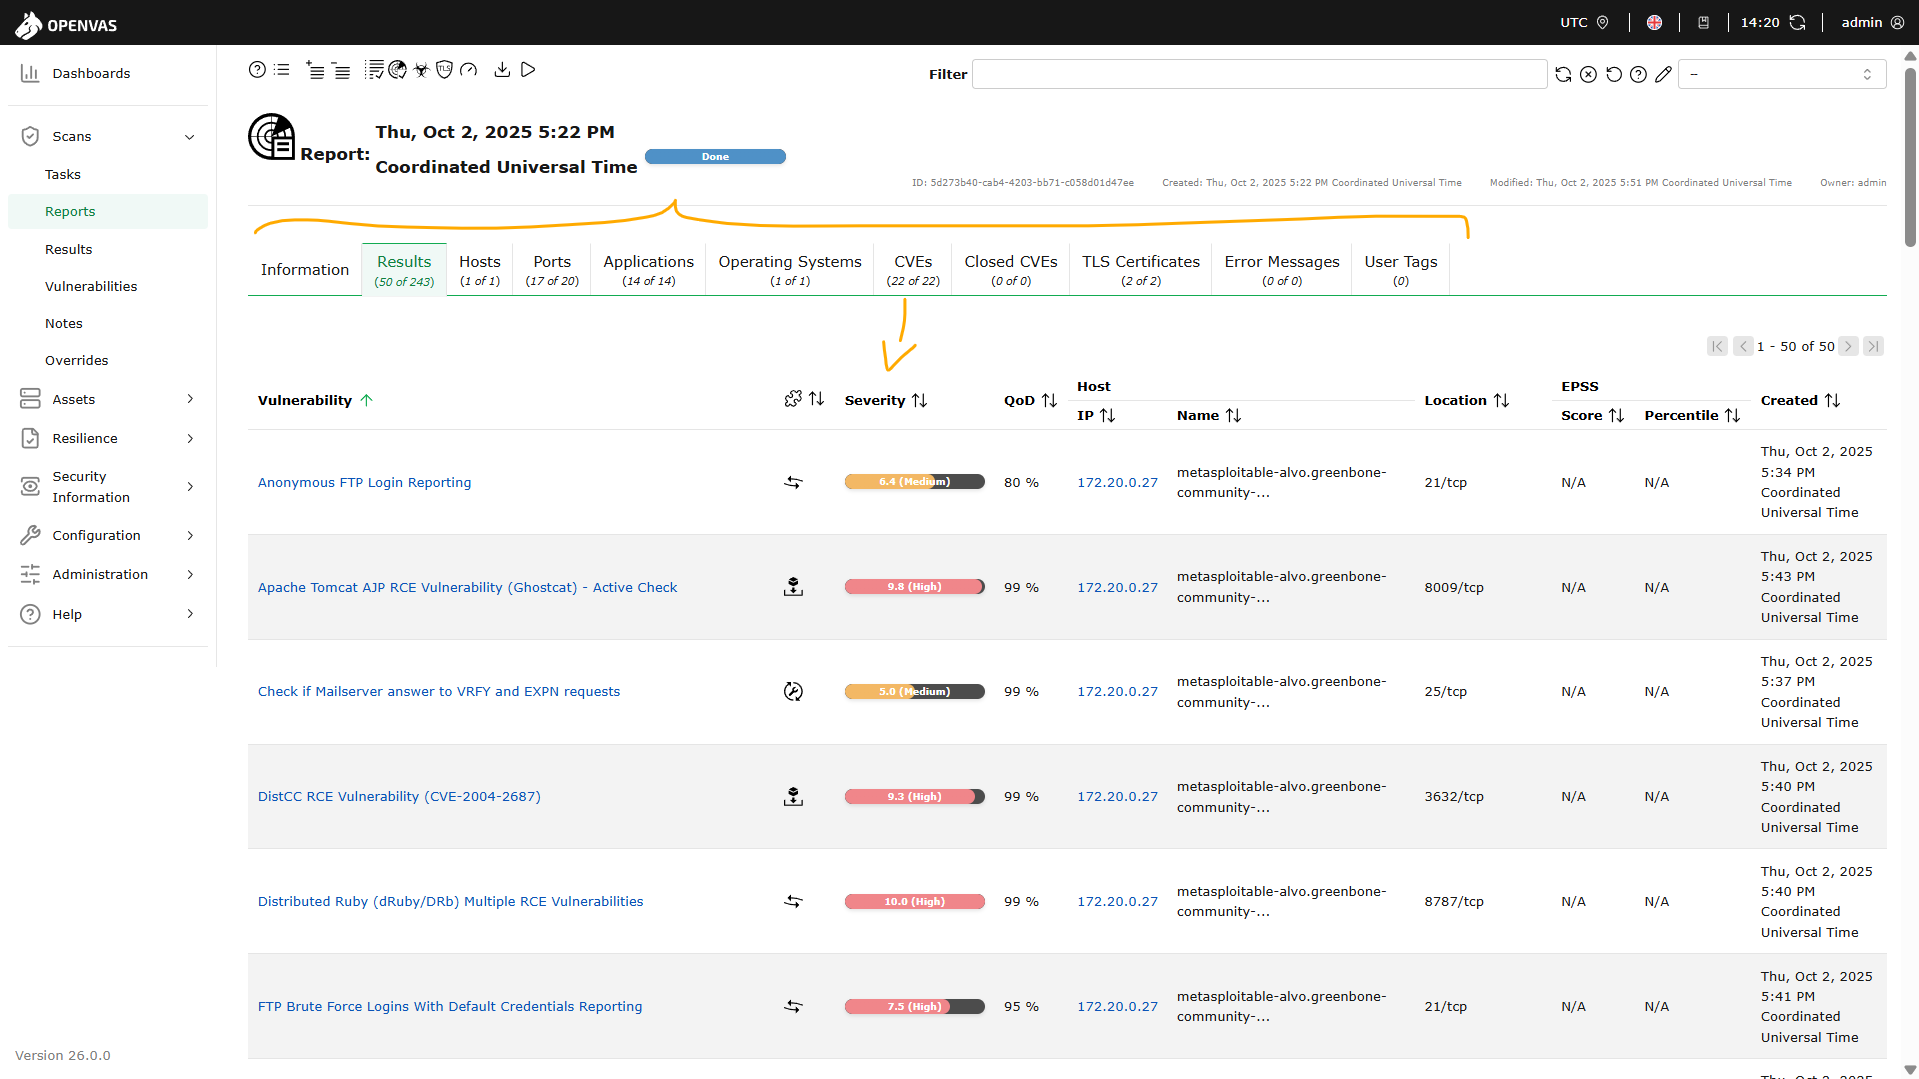 OPENVAS
UTC
14:20
admin
Dashboards
Scans
Tasks
Reports
Results
Vulnerabilities
Notes
Overrides
Assets
Resilience
Security
Information
Configuration
Administration
Help
Version 26.0.0
TLS
Filter
--
Report:
Thu, Oct 2, 2025 5:22 PM
Coordinated Universal Time
Done
ID: 5d273b40-cab4-4203-bb71-c058d01d47ee Created: Thu, Oct 2, 2025 5:22 PM Coordinated Universal Time Modified: Thu, Oct 2, 2025 5:51 PM Coordinated Universal Time Owner: admin
Information
Results
(50 of 243)
Hosts
(1 of 1)
Ports
(17 of 20)
Applications
(14 of 14)
Operating Systems
(1 of 1)
CVEs
(22 of 22)
Closed CVEs
(0 of 0)
TLS Certificates
(2 of 2)
Error Messages
(0 of 0)
User Tags
(0)
1 - 50 of 50
Vulnerability
Severity
QoD
Host
IP
Name
Location
EPSS
Score
Percentile
Created
Anonymous FTP Login Reporting
6.4 (Medium)
80 %
172.20.0.27
metasploitable-alvo.greenbone-
community-...
21/tcp
N/A
N/A
Thu, Oct 2, 2025
5:34 PM
Coordinated
Universal Time
Apache Tomcat AJP RCE Vulnerability (Ghostcat) - Active Check
9.8 (High)
99 %
172.20.0.27
metasploitable-alvo.greenbone-
community-...
8009/tcp
N/A
N/A
Thu, Oct 2, 2025
5:43 PM
Coordinated
Universal Time
Check if Mailserver answer to VRFY and EXPN requests
5.0 (Medium)
99 %
172.20.0.27
metasploitable-alvo.greenbone-
community-...
25/tcp
N/A
N/A
Thu, Oct 2, 2025
5:37 PM
Coordinated
Universal Time
DistCC RCE Vulnerability (CVE-2004-2687)
9.3 (High)
99 %
172.20.0.27
metasploitable-alvo.greenbone-
community-...
3632/tcp
N/A
N/A
Thu, Oct 2, 2025
5:40 PM
Coordinated
Universal Time
Distributed Ruby (dRuby/DRb) Multiple RCE Vulnerabilities
10.0 (High)
99 %
172.20.0.27
metasploitable-alvo.greenbone-
community-...
8787/tcp
N/A
N/A
Thu, Oct 2, 2025
5:40 PM
Coordinated
Universal Time
FTP Brute Force Logins With Default Credentials Reporting
7.5 (High)
95 %
172.20.0.27
metasploitable-alvo.greenbone-
community-...
21/tcp
N/A
N/A
Thu, Oct 2, 2025
5:41 PM
Coordinated
Universal Time